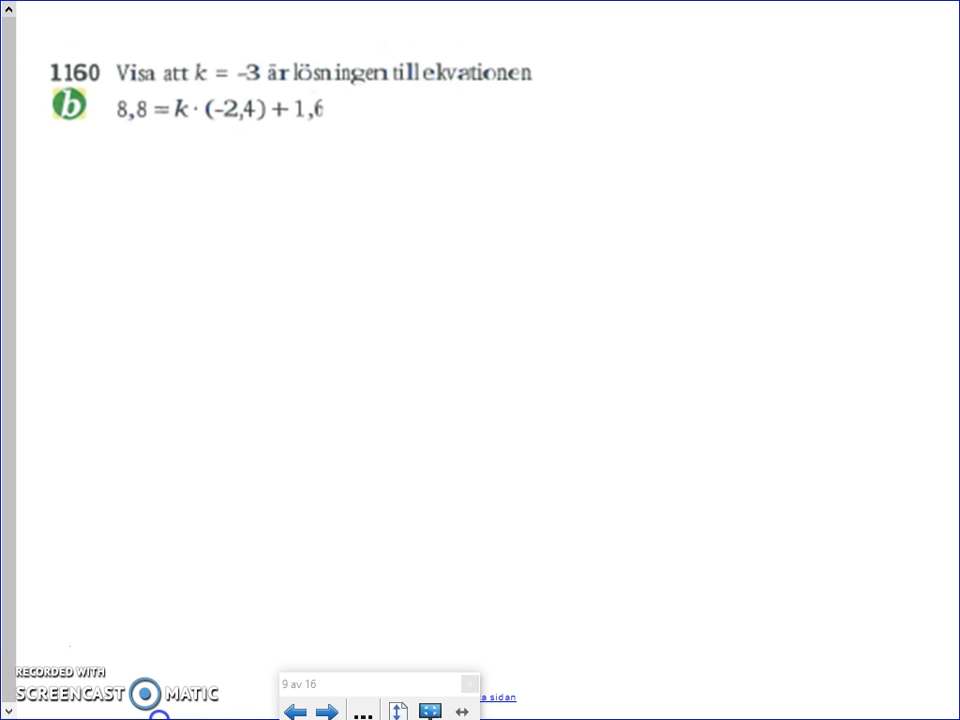 1160 Visa att k = -3 är lösningen till ekvationen
b 8,8 = k · (-2,4) + 1,6
RECORDED WITH
SCREENCAST MATIC
9 av 16
a sidan